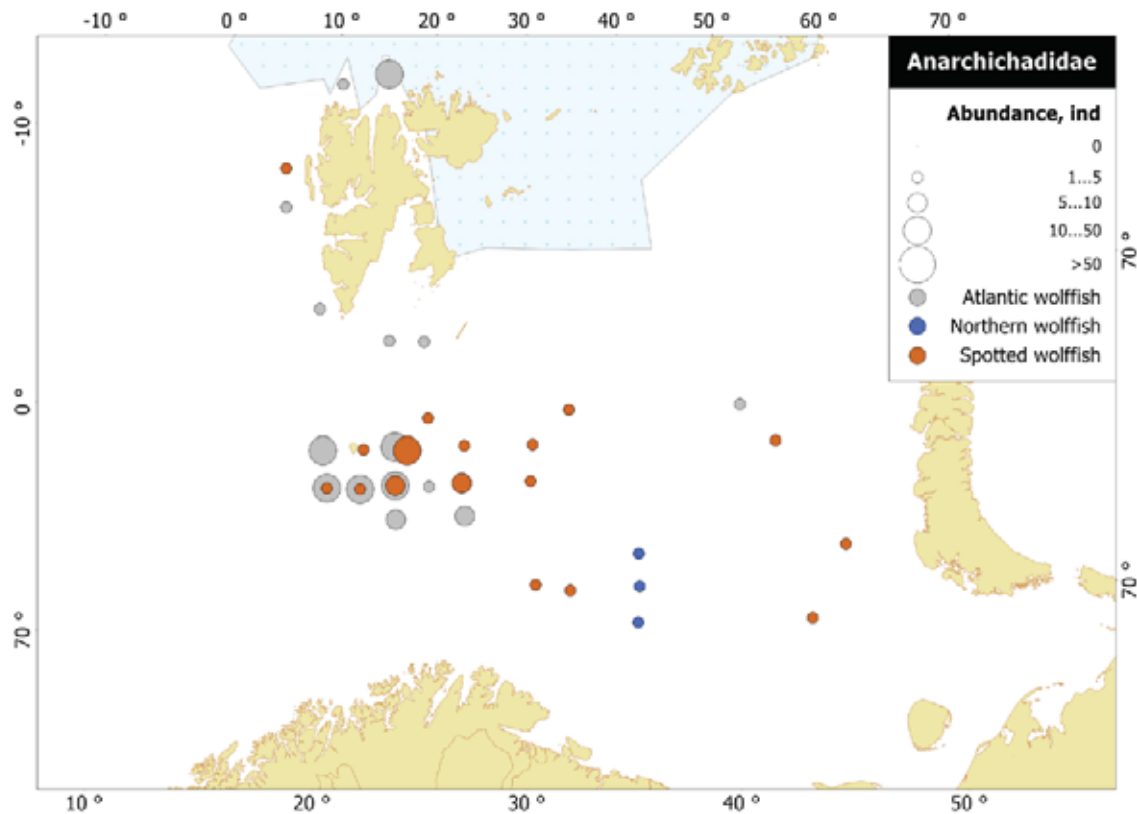 -10 ° 0 ° 10 ° 20 ° 30 ° 40 ° 50 ° 60 ° 70 °
Anarchichadidae
Abundance, ind
0
1...5
5...10
10...50
>50
Atlantic wolffish
Northern wolffish
Spotted wolffish
-10 °
0 °
70 °
70 °
70 °
10 ° 20 ° 30 ° 40 ° 50 °